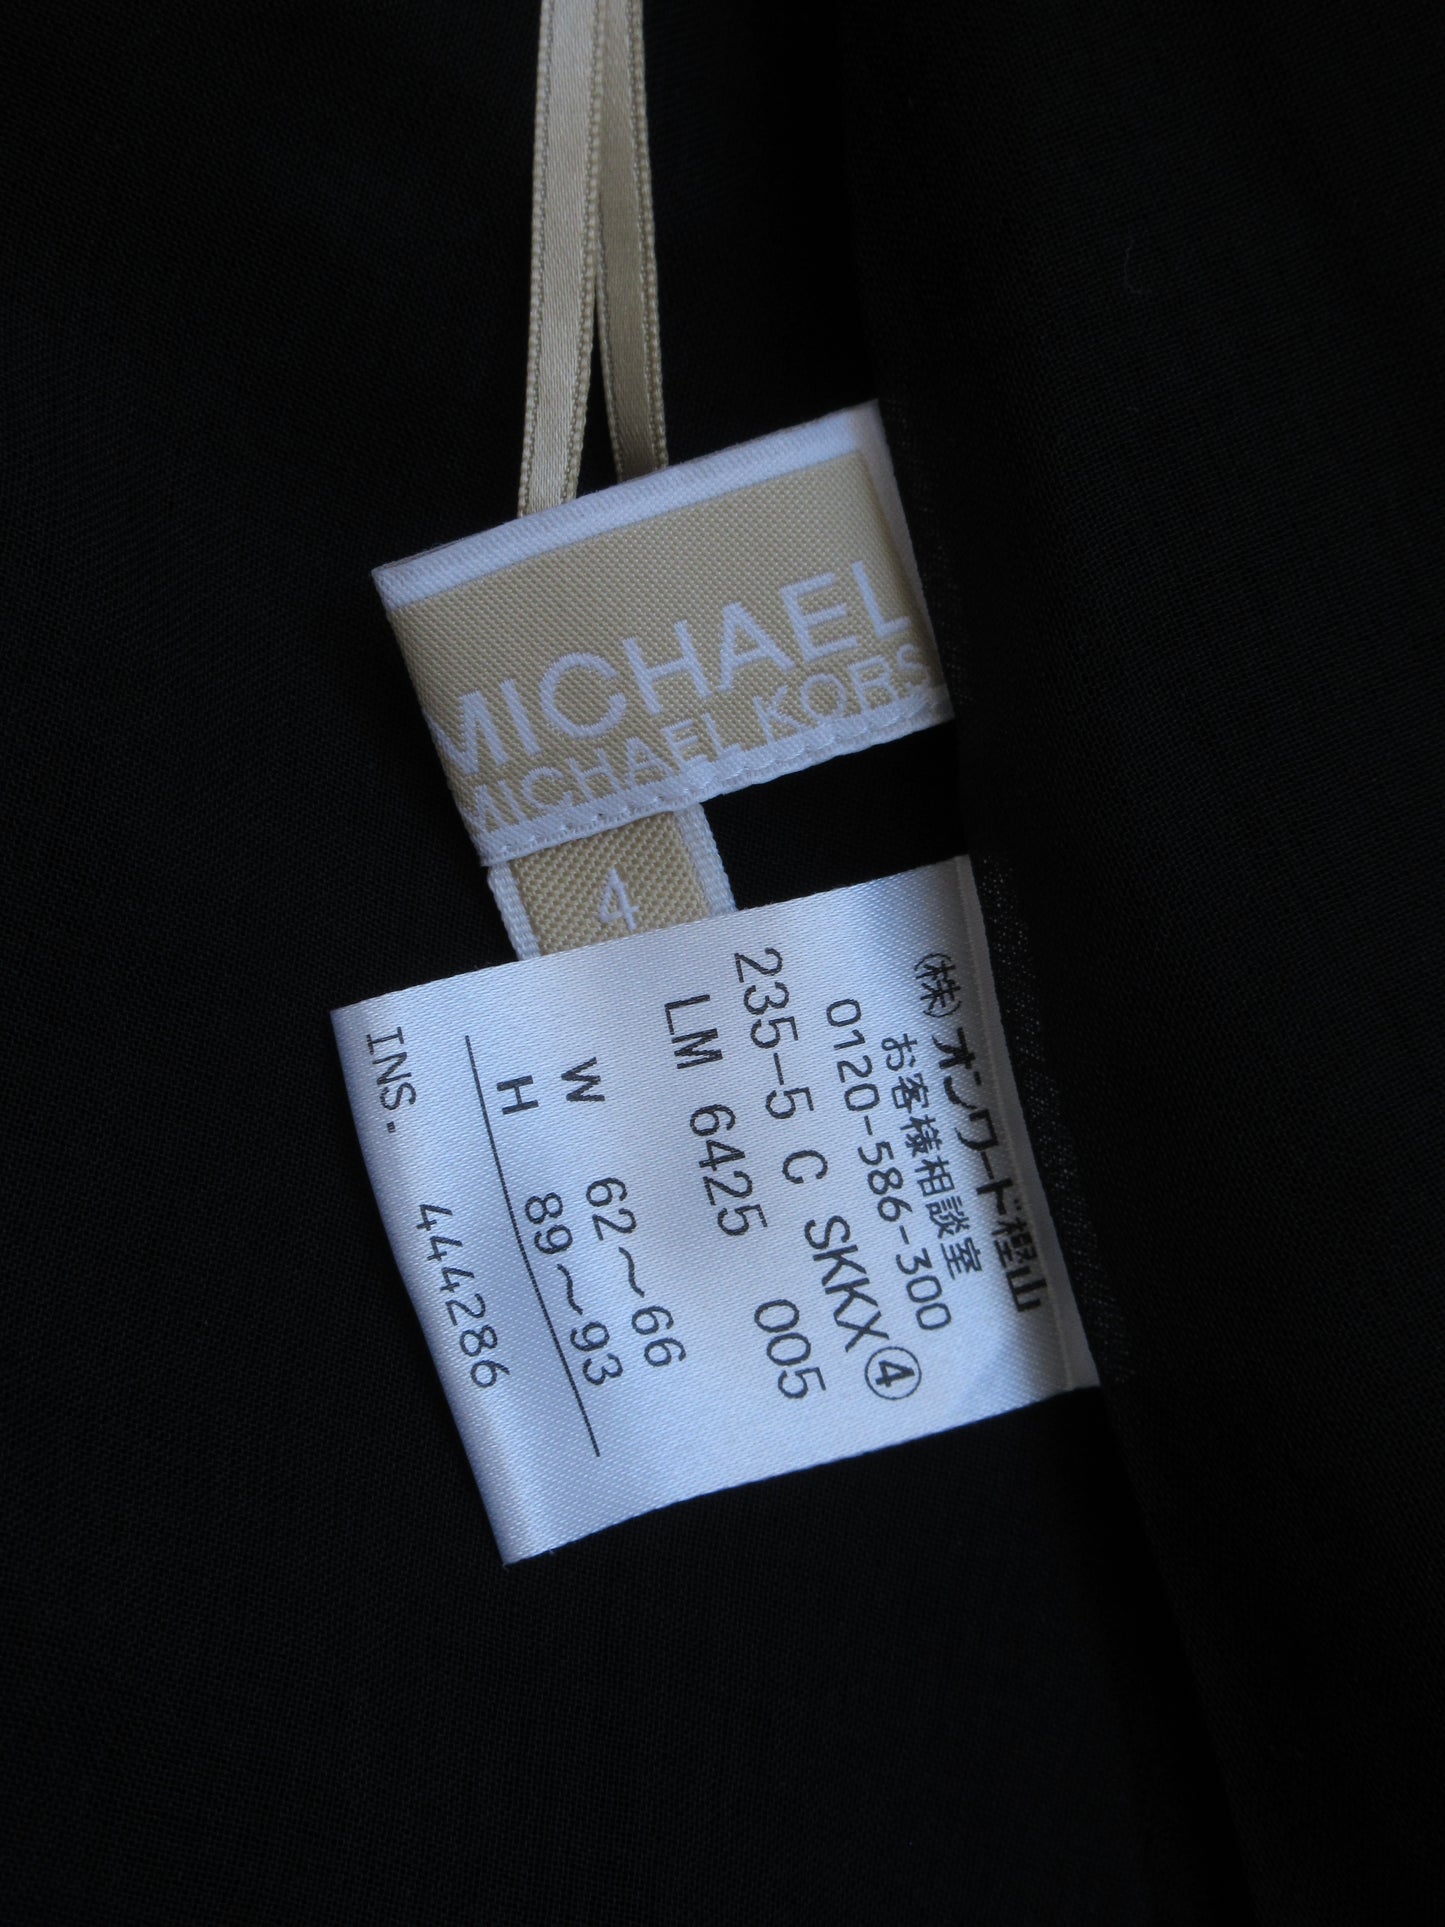 MICHAEL
MICHAEL KORS
4
(株)オンワード樫山
お客様相談室
0120-586-300
235-5 C SKKX④
LM 6425 005
W 62～66
H 89～93
INS. 444286